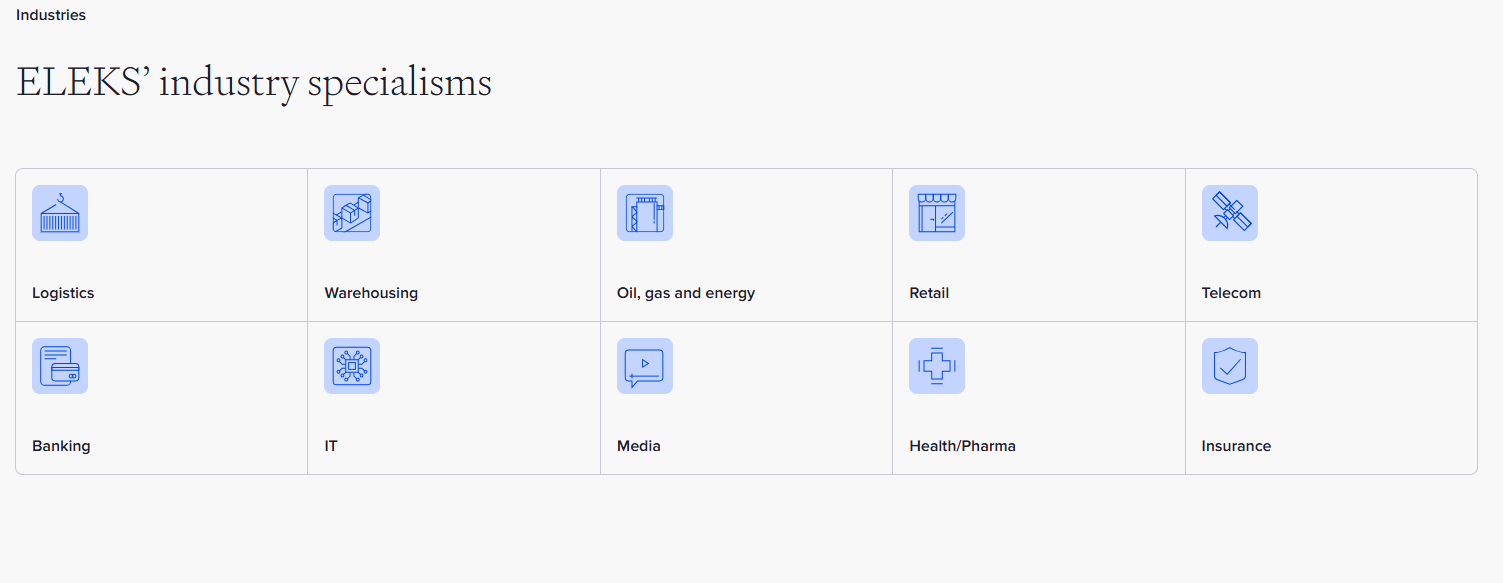 Industries
ELEKS’ industry specialisms
Logistics
Warehousing
Oil, gas and energy
Retail
Telecom
Banking
IT
Media
Health/Pharma
Insurance